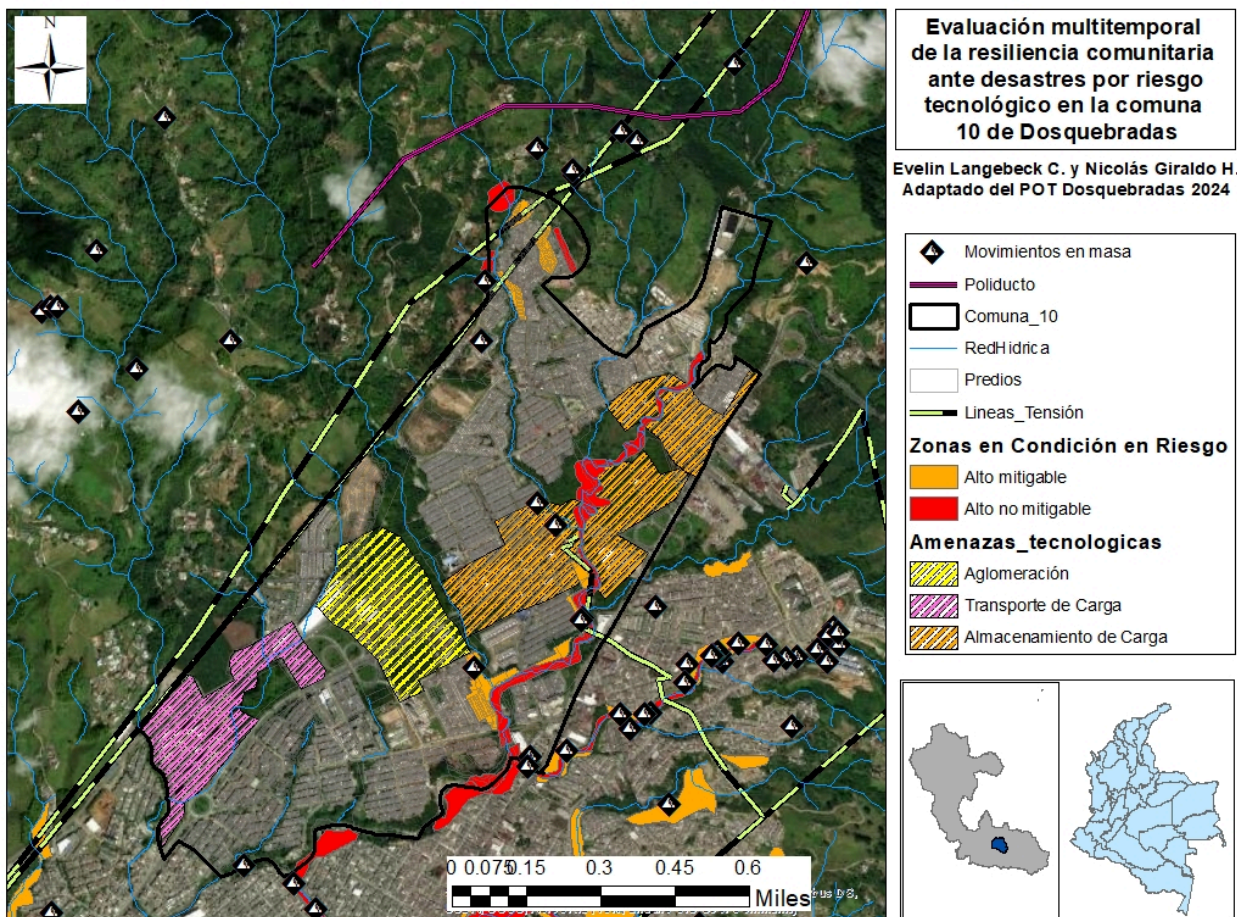 N
Evaluación multitemporal
de la resiliencia comunitaria
ante desastres por riesgo
tecnológico en la comuna
10 de Dosquebradas
Evelin Langebeck C. y Nicolás Giraldo H.
Adaptado del POT Dosquebradas 2024
Movimientos en masa
Poliducto
Comuna_10
RedHidrica
Predios
Lineas_Tensión
Zonas en Condición en Riesgo
Alto mitigable
Alto no mitigable
Amenazas_tecnologicas
Aglomeración
Transporte de Carga
Almacenamiento de Carga
0 0.075 0.15 0.3 0.45 0.6
Miles